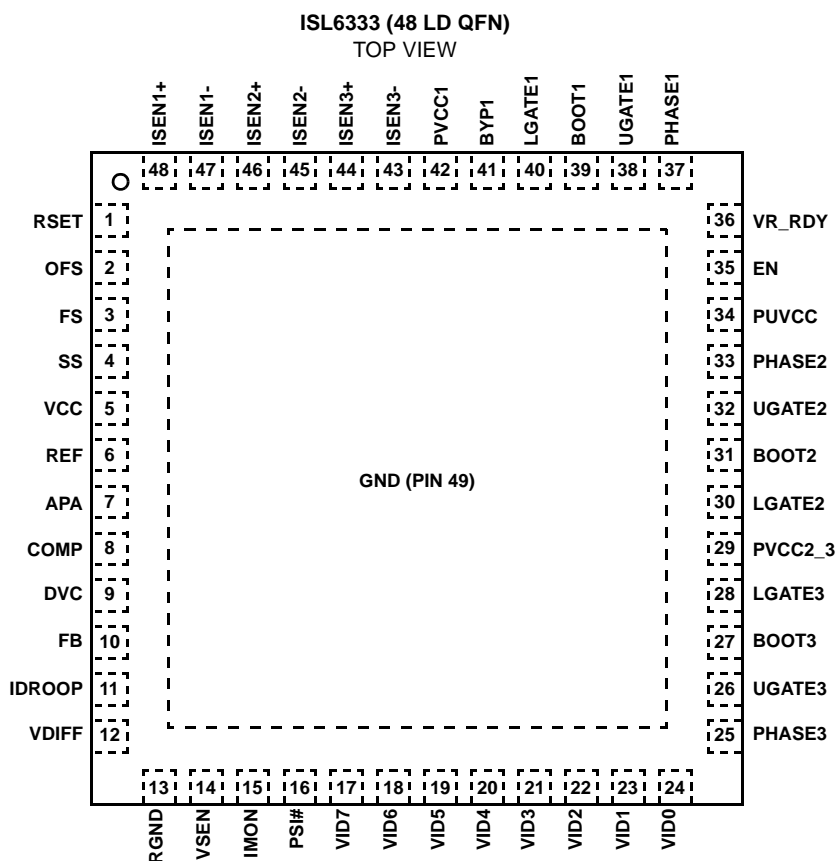 ISL6333 (48 LD QFN)
TOP VIEW
ISEN1+
ISEN1-
ISEN2+
ISEN2-
ISEN3+
ISEN3-
PVCC1
BYP1
LGATE1
BOOT1
UGATE1
PHASE1
48 47 46 45 44 43 42 41 40 39 38 37
RSET 1
OFS 2
FS 3
SS 4
VCC 5
REF 6
APA 7
COMP 8
DVC 9
FB 10
IDROOP 11
VDIFF 12
GND (PIN 49)
36 VR_RDY
35 EN
34 PUVCC
33 PHASE2
32 UGATE2
31 BOOT2
30 LGATE2
29 PVCC2_3
28 LGATE3
27 BOOT3
26 UGATE3
25 PHASE3
13 14 15 16 17 18 19 20 21 22 23 24
RGND
VSEN
IMON
PSI#
VID7
VID6
VID5
VID4
VID3
VID2
VID1
VID0